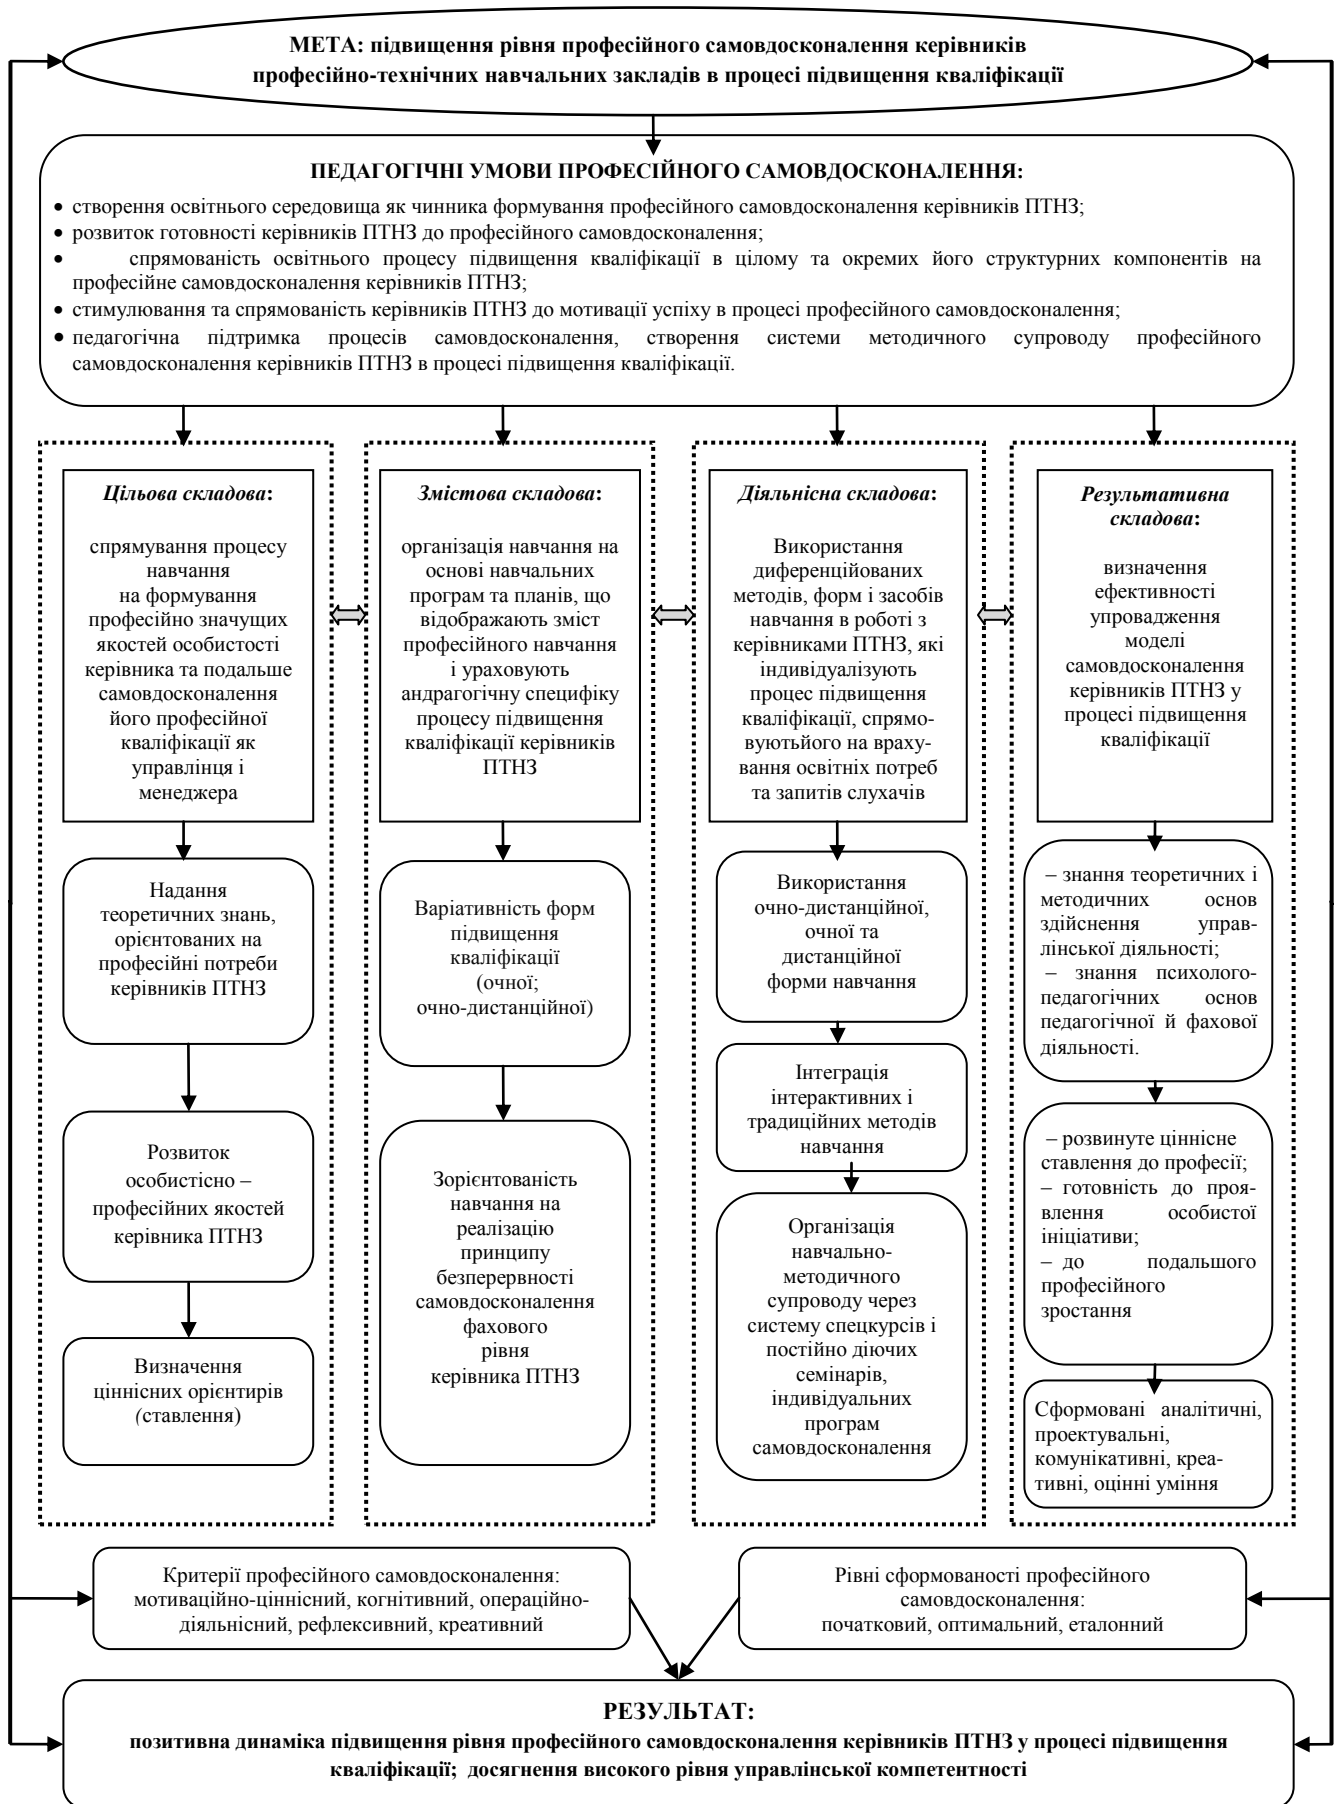 МЕТА: підвищення рівня професійного самовдосконалення керівників
професійно-технічних навчальних закладів в процесі підвищення кваліфікації
ПЕДАГОГІЧНІ УМОВИ ПРОФЕСІЙНОГО САМОВДОСКОНАЛЕННЯ:
• створення освітнього середовища як чинника формування професійного самовдосконалення керівників ПТНЗ;
• розвиток готовності керівників ПТНЗ до професійного самовдосконалення;
• спрямованість освітнього процесу підвищення кваліфікації в цілому та окремих його структурних компонентів на
професійне самовдосконалення керівників ПТНЗ;
• стимулювання та спрямованість керівників ПТНЗ до мотивації успіху в процесі професійного самовдосконалення;
• педагогічна підтримка процесів самовдосконалення, створення системи методичного супроводу професійного
самовдосконалення керівників ПТНЗ в процесі підвищення кваліфікації.
Цільова складова:
спрямування процесу
навчання
на формування
професійно значущих
якостей особистості
керівника та подальше
самовдосконалення
його професійної
кваліфікації як
управлінця і
менеджера
Надання
теоретичних знань,
орієнтованих на
професійні потреби
керівників ПТНЗ
Розвиток
особистісно –
професійних якостей
керівника ПТНЗ
Визначення
ціннісних орієнтирів
(ставлення)
Змістова складова:
організація навчання на
основі навчальних
програм та планів, що
відображають зміст
професійного навчання
і ураховують
андрагогічну специфіку
процесу підвищення
кваліфікації керівників
ПТНЗ
Варіативність форм
підвищення
кваліфікації
(очної;
очно-дистанційної)
Зорієнтованість
навчання на
реалізацію
принципу
безперервності
самовдосконалення
фахового
рівня
керівника ПТНЗ
Діяльнісна складова:
Використання
диференційованих
методів, форм і засобів
навчання в роботі з
керівниками ПТНЗ, які
індивідуалізують
процес підвищення
кваліфікації, спрямо-
вуютьйого на враху-
вання освітніх потреб
та запитів слухачів
Використання
очно-дистанційної,
очної та
дистанційної
форми навчання
Інтеграція
інтерактивних і
традиційних методів
навчання
Організація
навчально-
методичного
супроводу через
систему спецкурсів і
постійно діючих
семінарів,
індивідуальних
програм
самовдосконалення
Результативна
складова:
визначення
ефективності
упровадження
моделі
самовдосконалення
керівників ПТНЗ у
процесі підвищення
кваліфікації
– знання теоретичних і
методичних основ
здійснення управ-
лінської діяльності;
– знання психолого-
педагогічних основ
педагогічної й фахової
діяльності.
– розвинуте ціннісне
ставлення до професії;
– готовність до проя-
влення особистої
ініціативи;
– до подальшого
професійного
зростання
Сформовані аналітичні,
проектувальні,
комунікативні, креа-
тивні, оцінні уміння
Критерії професійного самовдосконалення:
мотиваційно-ціннісний, когнітивний, операційно-
діяльнісний, рефлексивний, креативний
Рівні сформованості професійного
самовдосконалення:
початковий, оптимальний, еталонний
РЕЗУЛЬТАТ:
позитивна динаміка підвищення рівня професійного самовдосконалення керівників ПТНЗ у процесі підвищення
кваліфікації; досягнення високого рівня управлінської компетентності